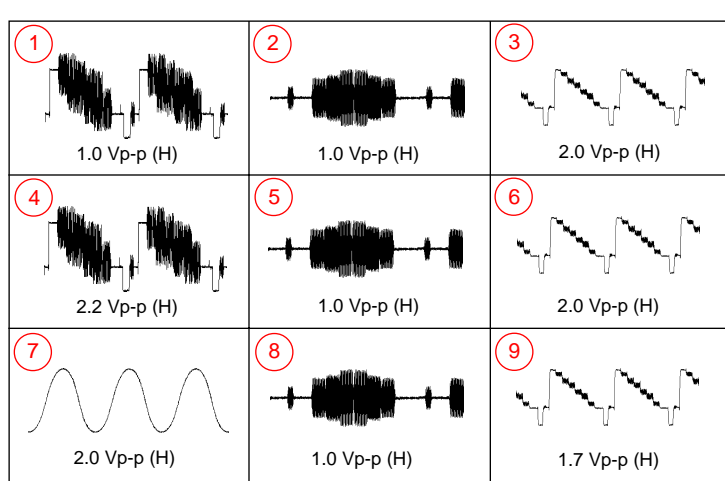 1 2 3
1.0 Vp-p (H) 1.0 Vp-p (H) 2.0 Vp-p (H)
4 5 6
2.2 Vp-p (H) 1.0 Vp-p (H) 2.0 Vp-p (H)
7 8 9
2.0 Vp-p (H) 1.0 Vp-p (H) 1.7 Vp-p (H)